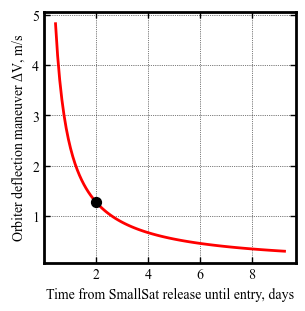 Orbiter deflection maneuver ΔV, m/s
5
4
3
2
1
2 4 6 8
Time from SmallSat release until entry, days